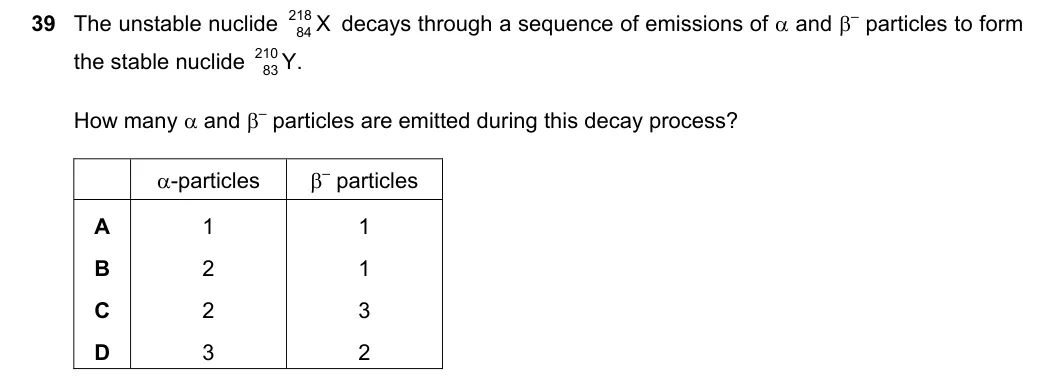 39 The unstable nuclide ²¹⁸₈₄X decays through a sequence of emissions of α and β⁻ particles to form
the stable nuclide ²¹⁰₈₃Y.
How many α and β⁻ particles are emitted during this decay process?
α-particles β⁻ particles
A 1 1
B 2 1
C 2 3
D 3 2